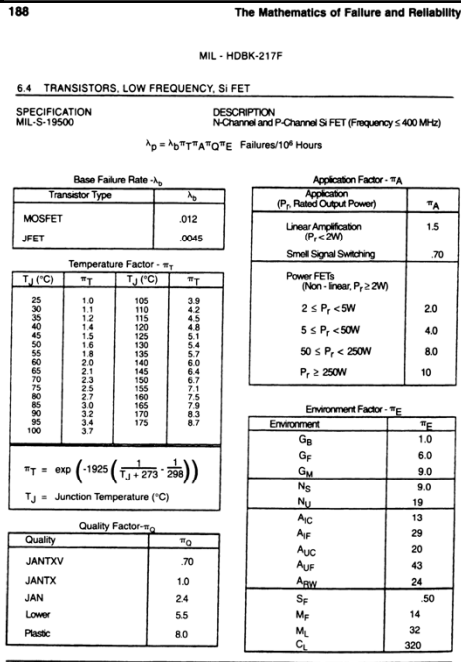 188
The Mathematics of Failure and Reliability
MIL - HDBK-217F
6.4 TRANSISTORS, LOW FREQUENCY, Si FET
SPECIFICATION
MIL-S-19500
DESCRIPTION
N-Channel and P-Channel Si FET (Frequency ≤ 400 MHz)
λp = λbπTπAπQπE Failures/10⁶ Hours
Base Failure Rate -λb
Transistor Type λb
MOSFET .012
JFET .0045
Temperature Factor - πT
TJ (°C) πT TJ (°C) πT
25 1.0 105 3.9
30 1.1 110 4.2
35 1.2 115 4.5
40 1.4 120 4.8
45 1.5 125 5.1
50 1.6 130 5.4
55 1.8 135 5.7
60 2.0 140 6.0
65 2.1 145 6.4
70 2.3 150 6.7
75 2.5 155 7.1
80 2.7 160 7.5
85 3.0 165 7.9
90 3.2 170 8.3
95 3.4 175 8.7
100 3.7
πT = exp (-1925 (1/(TJ + 273) - 1/298))
TJ = Junction Temperature (°C)
Quality Factor-πQ
Quality πQ
JANTXV .70
JANTX 1.0
JAN 2.4
Lower 5.5
Plastic 8.0
Application Factor - πA
Application
(Pr, Rated Output Power) πA
Linear Amplification 1.5
(Pr < 2W)
Smell Signal Switching .70
Power FETs
(Non - linear, Pr ≥ 2W)
2 ≤ Pr < 5W 2.0
5 ≤ Pr < 50W 4.0
50 ≤ Pr < 250W 8.0
Pr ≥ 250W 10
Environment Factor - πE
Environment πE
GB 1.0
GF 6.0
GM 9.0
NS 9.0
NU 19
AIC 13
AIF 29
AUC 20
AUF 43
ARW 24
SF .50
MF 14
ML 32
CL 320